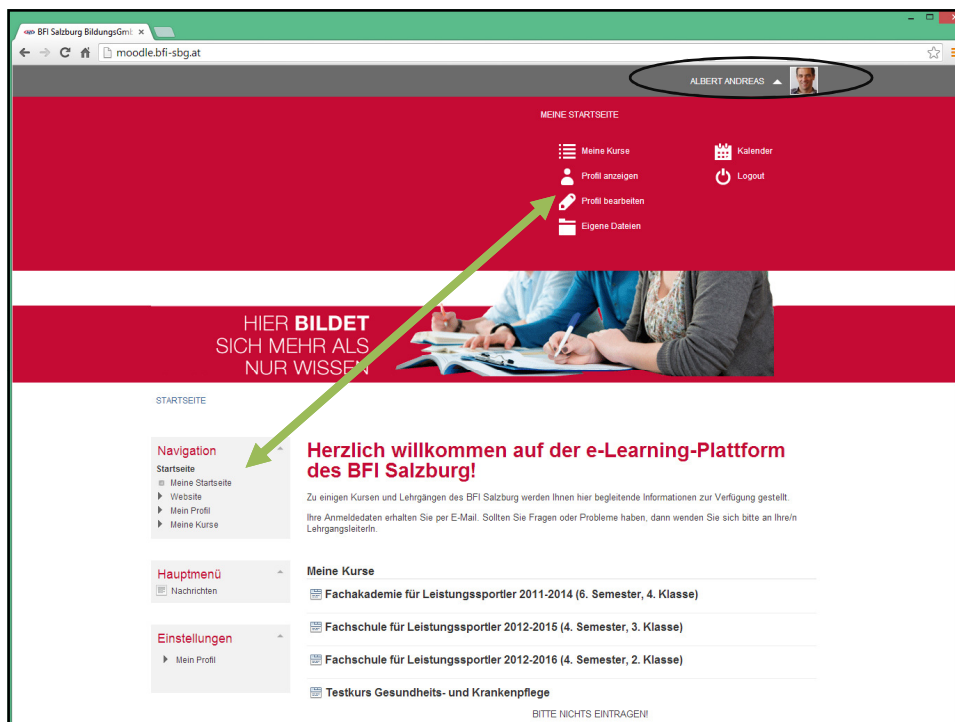 BFI Salzburg BildungsGmb
moodle.bfi-sbg.at
ALBERT ANDREAS
MEINE STARTSEITE
Meine Kurse
Kalender
Profil anzeigen
Logout
Profil bearbeiten
Eigene Dateien
HIER BILDET
SICH MEHR ALS
NUR WISSEN
STARTSEITE
Navigation
Startseite
Meine Startseite
Website
Mein Profil
Meine Kurse
Hauptmenü
Nachrichten
Einstellungen
Mein Profil
Herzlich willkommen auf der e-Learning-Plattform
des BFI Salzburg!
Zu einigen Kursen und Lehrgängen des BFI Salzburg werden Ihnen hier begleitende Informationen zur Verfügung gestellt.
Ihre Anmeldedaten erhalten Sie per E-Mail. Sollten Sie Fragen oder Probleme haben, dann wenden Sie sich bitte an Ihre/n
LehrgangsleiterIn.
Meine Kurse
Fachakademie für Leistungssportler 2011-2014 (6. Semester, 4. Klasse)
Fachschule für Leistungssportler 2012-2015 (4. Semester, 3. Klasse)
Fachschule für Leistungssportler 2012-2016 (4. Semester, 2. Klasse)
Testkurs Gesundheits- und Krankenpflege
BITTE NICHTS EINTRAGEN!